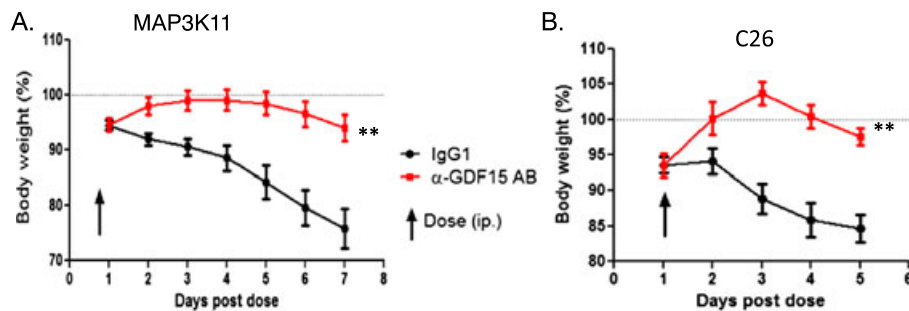 A.
MAP3K11
Body weight (%)
110
100
90
80
70
0 1 2 3 4 5 6 7 8
Days post dose
**
IgG1
α-GDF15 AB
Dose (ip.)
B.
C26
Body weight (%)
110
105
100
95
90
85
80
0 1 2 3 4 5 6
Days post dose
**